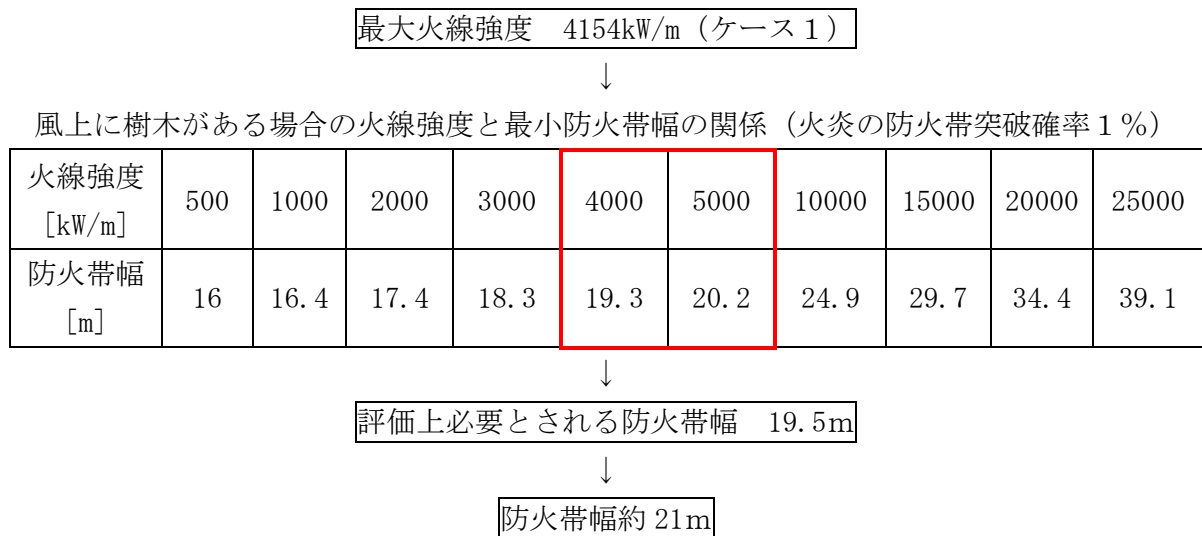 最大火線強度　4154kW/m（ケース１）
↓
風上に樹木がある場合の火線強度と最小防火帯幅の関係（火炎の防火帯突破確率１％）
火線強度[kW/m] 500 1000 2000 3000 4000 5000 10000 15000 20000 25000
防火帯幅[m] 16 16.4 17.4 18.3 19.3 20.2 24.9 29.7 34.4 39.1
↓
評価上必要とされる防火帯幅　19.5m
↓
防火帯幅約 21m